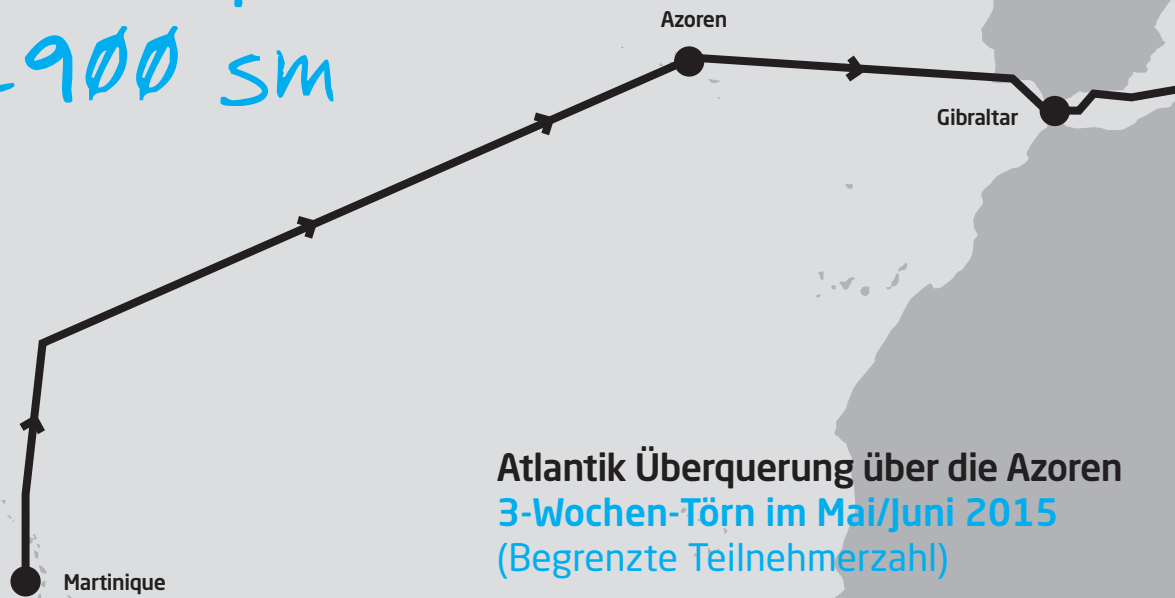 Azoren
900 sm
Gibraltar
Atlantik Überquerung über die Azoren
3-Wochen-Törn im Mai/Juni 2015
(Begrenzte Teilnehmerzahl)
Martinique